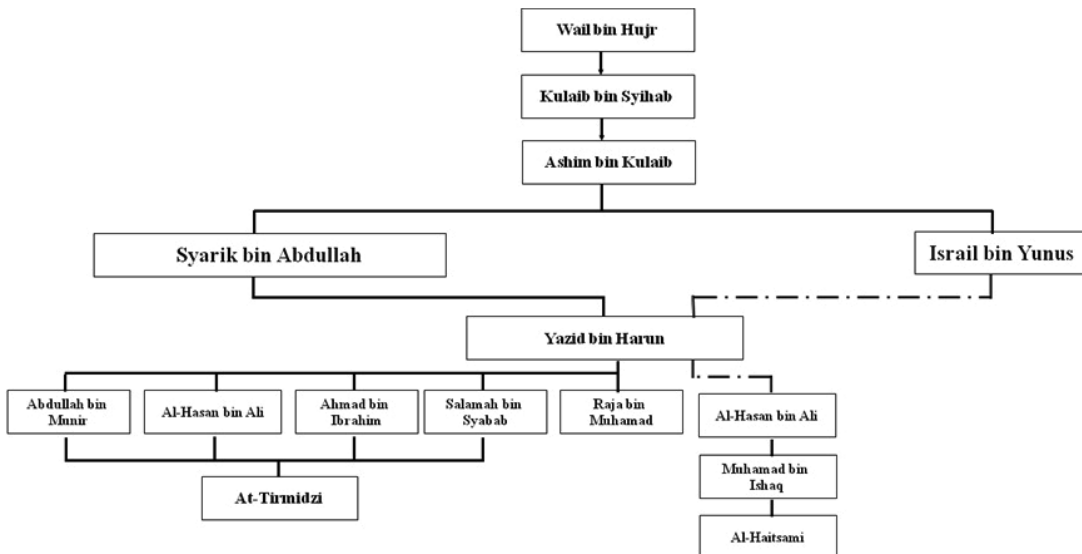 Wail bin Hujr
Kulaib bin Syihab
Ashim bin Kulaib
Syarik bin Abdullah
Israil bin Yunus
Yazid bin Harun
Abdullah bin
Munir
Al-Hasan bin Ali
Ahmad bin
Ibrahim
Salamah bin
Syabab
Raja bin
Muhamad
Al-Hasan bin Ali
Muhamad bin
Ishaq
At-Tirmidzi
Al-Haitsami